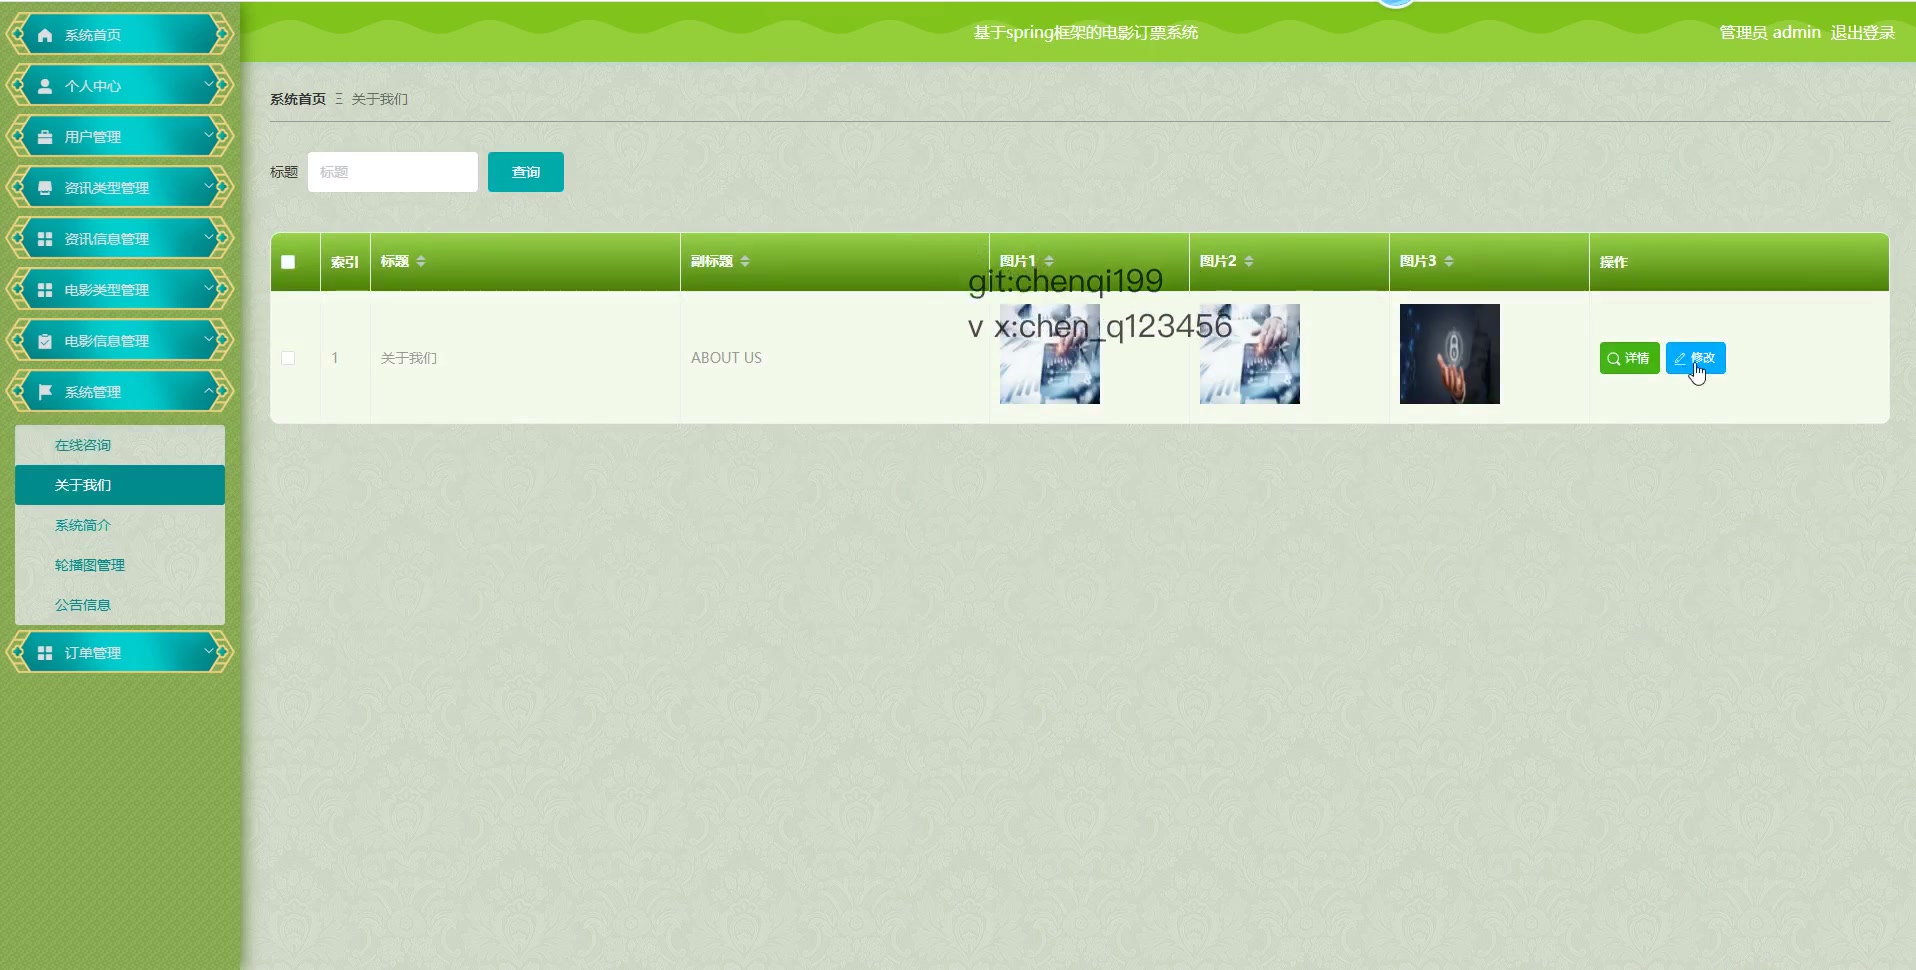 系统首页
个人中心
用户管理
资讯类型管理
资讯信息管理
电影类型管理
电影信息管理
系统管理
在线咨询
关于我们
系统简介
轮播图管理
公告信息
订单管理
基于spring框架的电影订票系统
管理员 admin 退出登录
系统首页 Ξ 关于我们
标题 标题 查询
索引 标题 副标题 图片1 图片2 图片3 操作
git:chenqi199
v x:chen_q123456
1 关于我们 ABOUT US 详情 修改